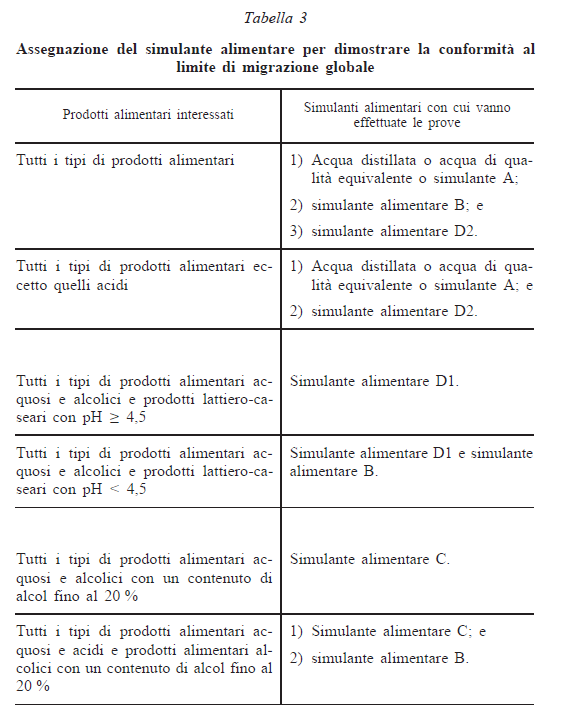 Tabella 3
Assegnazione del simulante alimentare per dimostrare la conformità al
limite di migrazione globale
Prodotti alimentari interessati
Simulanti alimentari con cui vanno
effettuate le prove
Tutti i tipi di prodotti alimentari
1) Acqua distillata o acqua di qua-
lità equivalente o simulante A;
2) simulante alimentare B; e
3) simulante alimentare D2.
Tutti i tipi di prodotti alimentari ec-
cetto quelli acidi
1) Acqua distillata o acqua di qua-
lità equivalente o simulante A; e
2) simulante alimentare D2.
Tutti i tipi di prodotti alimentari ac-
quosi e alcolici e prodotti lattiero-ca-
seari con pH ≥ 4,5
Simulante alimentare D1.
Tutti i tipi di prodotti alimentari ac-
quosi e alcolici e prodotti lattiero-ca-
seari con pH < 4,5
Simulante alimentare D1 e simulante
alimentare B.
Tutti i tipi di prodotti alimentari ac-
quosi e alcolici con un contenuto di
alcol fino al 20 %
Simulante alimentare C.
Tutti i tipi di prodotti alimentari ac-
quosi e acidi e prodotti alimentari al-
colici con un contenuto di alcol fino al
20 %
1) Simulante alimentare C; e
2) simulante alimentare B.